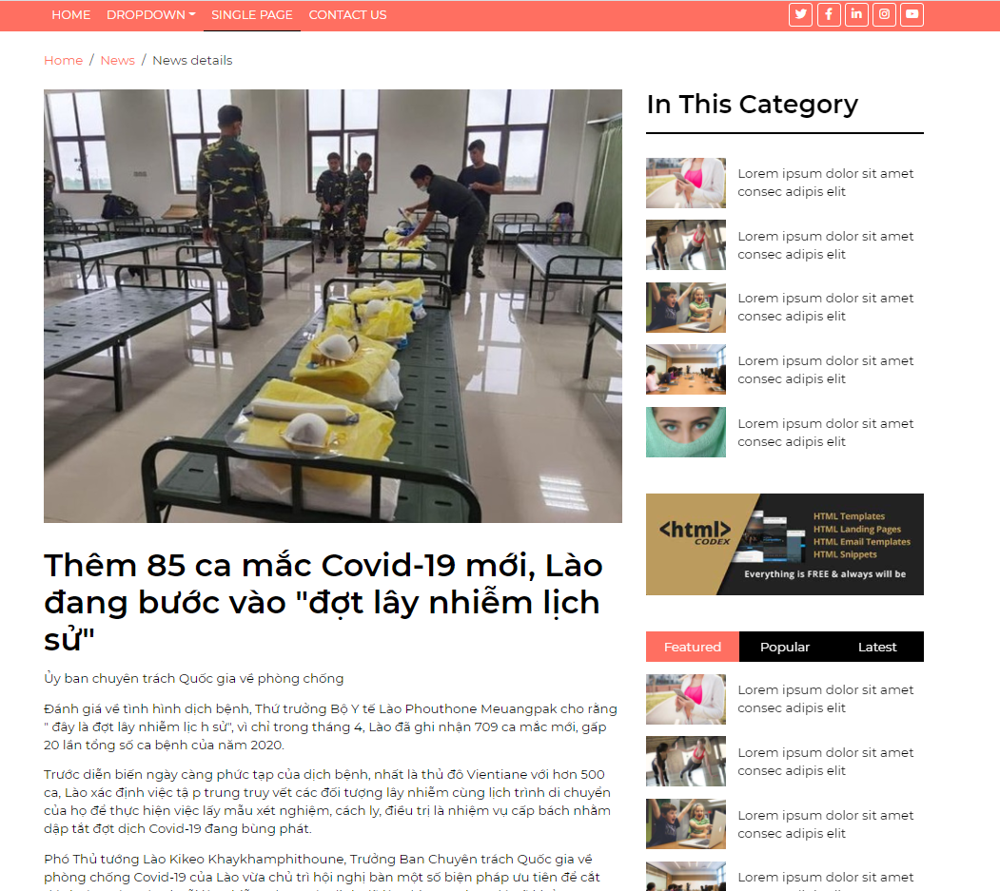 HOME DROPDOWN SINGLE PAGE CONTACT US
Home / News / News details
Thêm 85 ca mắc Covid-19 mới, Lào
đang bước vào "đợt lây nhiễm lịch
sử"
Ủy ban chuyên trách Quốc gia về phòng chống
Đánh giá về tình hình dịch bệnh, Thứ trưởng Bộ Y tế Lào Phouthone Meuangpak cho rằng
" đây là đợt lây nhiễm lịc h sử", vì chỉ trong tháng 4, Lào đã ghi nhận 709 ca mắc mới, gấp
20 lần tổng số ca bệnh của năm 2020.
Trước diễn biến ngày càng phức tạp của dịch bệnh, nhất là thủ đô Vientiane với hơn 500
ca, Lào xác định việc tậ p trung truy vết các đối tượng lây nhiễm cùng lịch trình di chuyển
của họ để thực hiện việc lấy mẫu xét nghiệm, cách ly, điều trị là nhiệm vụ cấp bách nhằm
dập tắt đợt dịch Covid-19 đang bùng phát.
Phó Thủ tướng Lào Kikeo Khaykhamphithoune, Trưởng Ban Chuyên trách Quốc gia về
phòng chống Covid-19 của Lào vừa chủ trì hội nghị bàn một số biện pháp ưu tiên để cắt
In This Category
Lorem ipsum dolor sit amet
consec adipis elit
Lorem ipsum dolor sit amet
consec adipis elit
Lorem ipsum dolor sit amet
consec adipis elit
Lorem ipsum dolor sit amet
consec adipis elit
Lorem ipsum dolor sit amet
consec adipis elit
<html>
CODEX
HTML Templates
HTML Landing Pages
HTML Email Templates
HTML Snippets
Everything is FREE & always will be
Featured Popular Latest
Lorem ipsum dolor sit amet
consec adipis elit
Lorem ipsum dolor sit amet
consec adipis elit
Lorem ipsum dolor sit amet
consec adipis elit
Lorem ipsum dolor sit amet